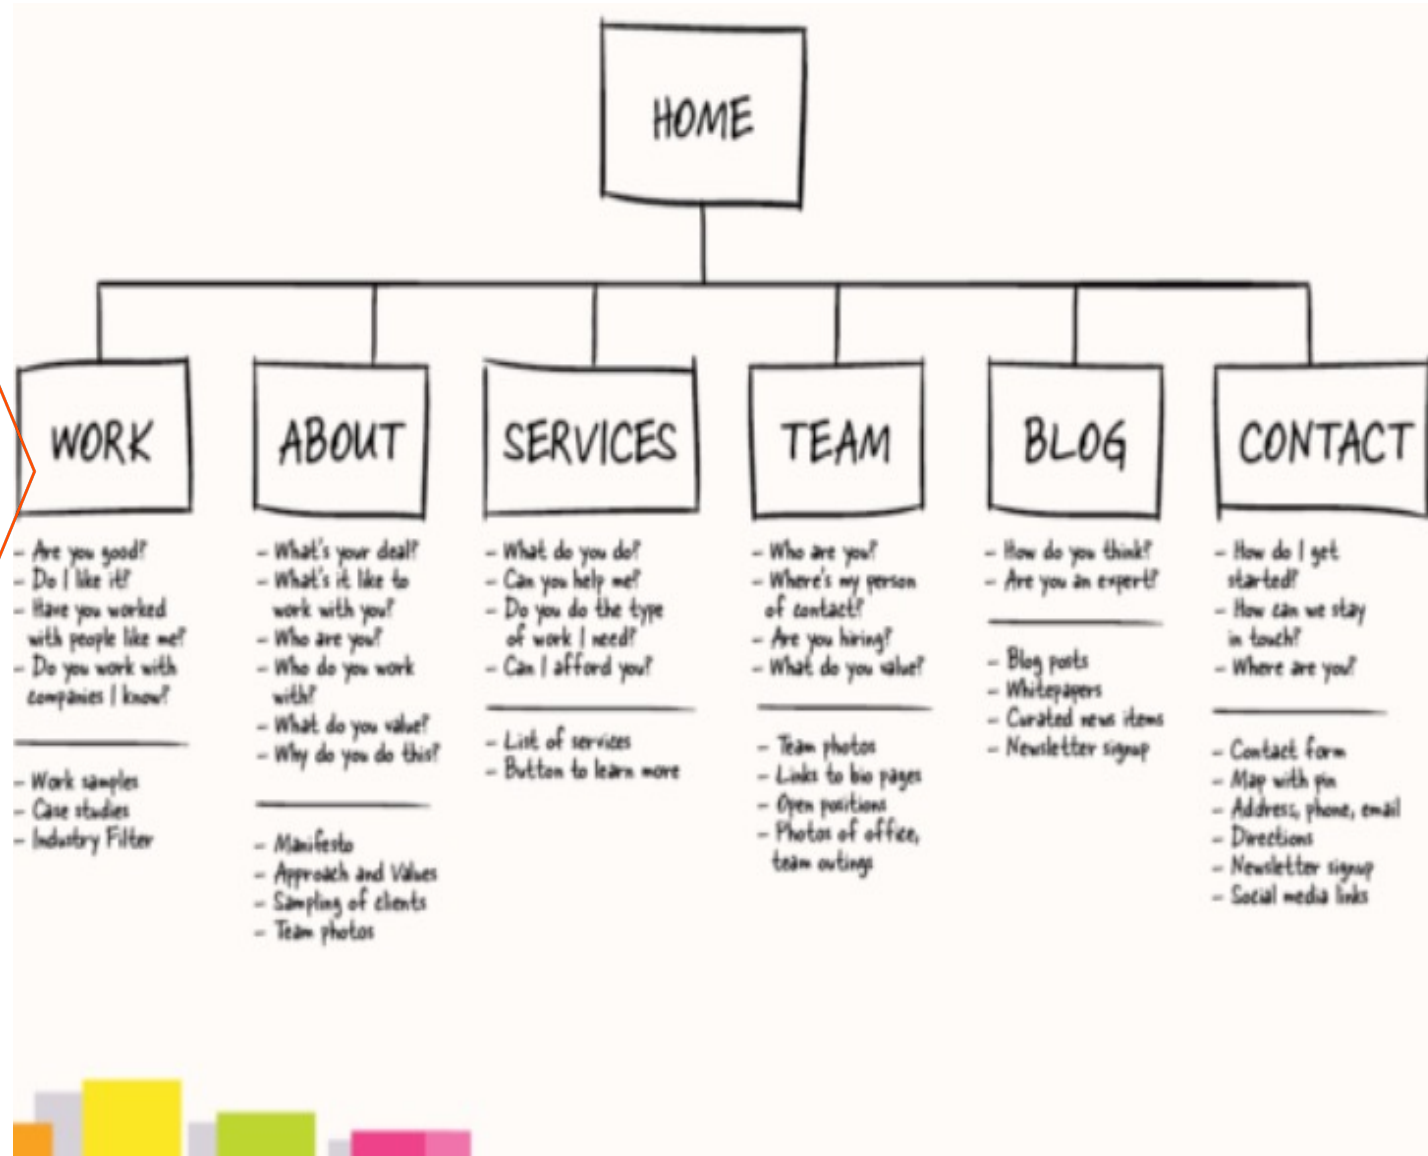 HOME
WORK
- Are you good?
- Do I like it?
- Have you worked
with people like me?
- Do you work with
companies I know?
- Work samples
- Case studies
- Industry Filter
ABOUT
- What's your deal?
- What's it like to
work with you?
- Who are you?
- Who do you work
with?
- What do you value?
- Why do you do this?
- Manifesto
- Approach and Values
- Sampling of clients
- Team photos
SERVICES
- What do you do?
- Can you help me?
- Do you do the type
of work I need?
- Can I afford you?
- List of services
- Button to learn more
TEAM
- Who are you?
- Where's my person
of contact?
- Are you hiring?
- What do you value?
- Team photos
- Links to bio pages
- Open positions
- Photos of office,
team outings
BLOG
- How do you think?
- Are you an expert?
- Blog posts
- Whitepapers
- Curated news items
- Newsletter signup
CONTACT
- How do I get
started?
- How can we stay
in touch?
- Where are you?
- Contact form
- Map with pin
- Address, phone, email
- Directions
- Newsletter signup
- Social media links